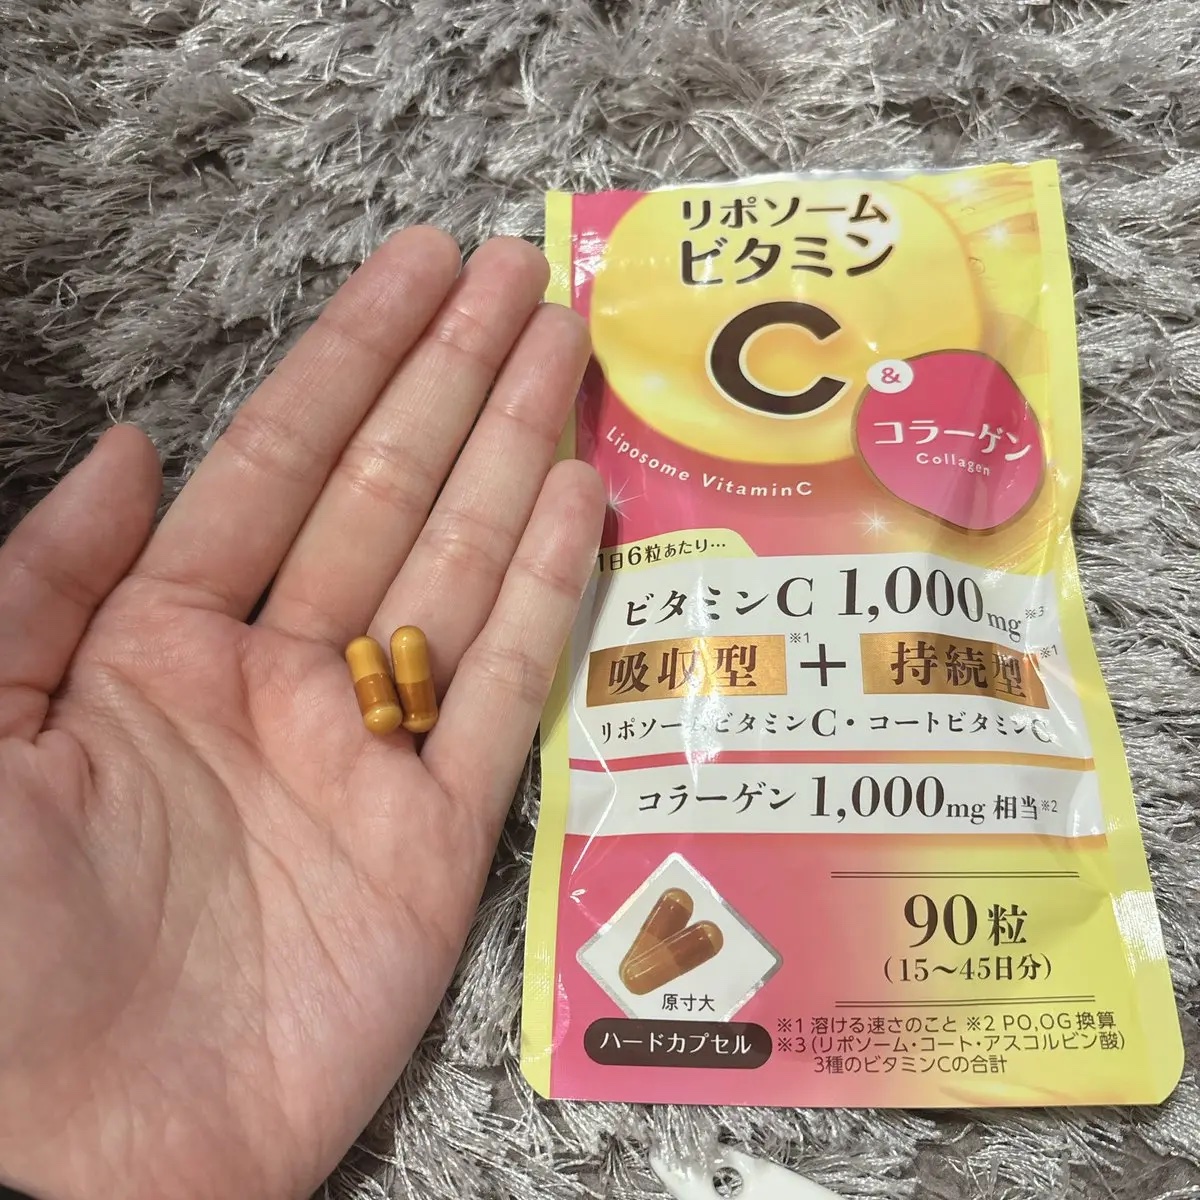 リポソーム
ビタミン
C
&
コラーゲン
Collagen
Liposome VitaminC
1日6粒あたり…
ビタミンC 1,000mg※3
吸収型※1+持続型※1
リポソームビタミンC・コートビタミンC
コラーゲン 1,000mg 相当※2
90粒
(15～45日分)
原寸大
ハードカプセル
※1 溶ける速さのこと ※2 PO,OG換算
※3(リポソーム・コート・アスコルビン酸)
3種のビタミンCの合計